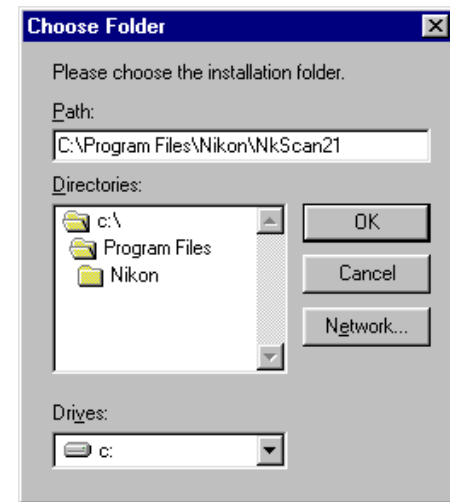 Choose Folder
Please choose the installation folder.
Path:
C:\Program Files\Nikon\NkScan21
Directories:
c:\
Program Files
Nikon
OK
Cancel
Network...
Drives:
c: